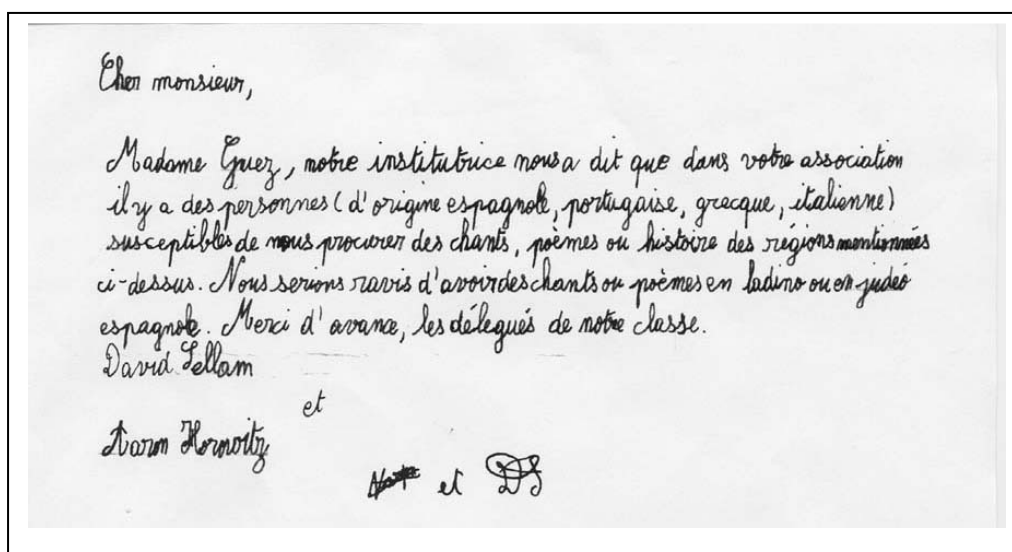 Cher monsieur,
Madame Guez, notre institutrice nous a dit que dans votre association
il y a des personnes (d'origine espagnole, portugaise, grecque, italienne)
susceptibles de nous procurer des chants, poèmes ou histoire des régions mentionnées
ci-dessus. Nous serions ravis d'avoir des chants ou poèmes en ladino ou en judéo
espagnole. Merci d'avance, les délegués de notre classe.
David Sellam
et
Aaron Horovitz
et DS